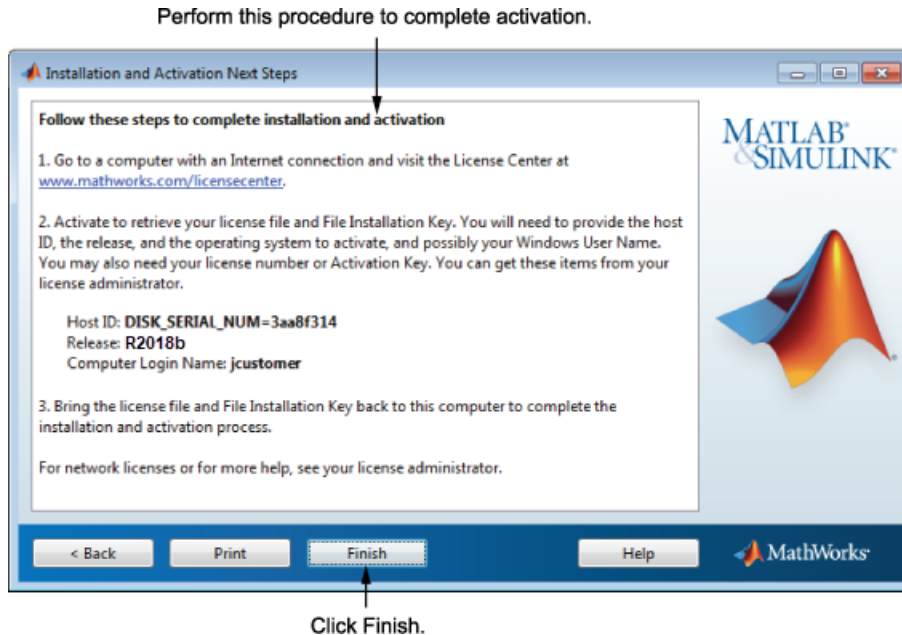 Perform this procedure to complete activation.
Installation and Activation Next Steps
Follow these steps to complete installation and activation
1. Go to a computer with an Internet connection and visit the License Center at
www.mathworks.com/licensecenter.
2. Activate to retrieve your license file and File Installation Key. You will need to provide the host
ID, the release, and the operating system to activate, and possibly your Windows User Name.
You may also need your license number or Activation Key. You can get these items from your
license administrator.
Host ID: DISK_SERIAL_NUM=3aa8f314
Release: R2018b
Computer Login Name: jcustomer
3. Bring the license file and File Installation Key back to this computer to complete the
installation and activation process.
For network licenses or for more help, see your license administrator.
MATLAB®
&SIMULINK®
< Back
Print
Finish
Help
MathWorks®
Click Finish.